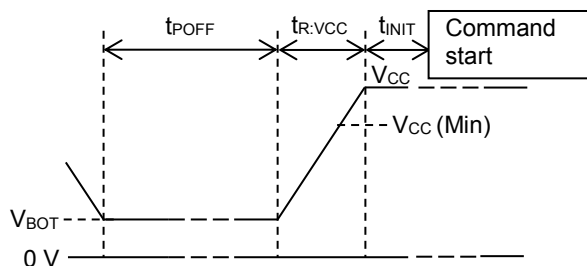 tPOFF
tR:VCC
tINIT
Command
start
VCC
VCC (Min)
VBOT
0 V